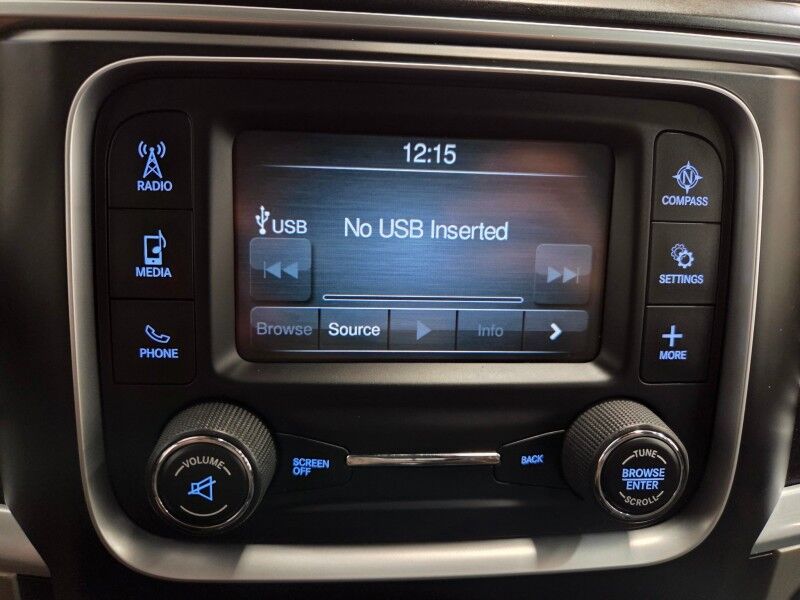 12:15
RADIO
MEDIA
PHONE
USB
No USB Inserted
Browse
Source
Info
N
COMPASS
SETTINGS
MORE
VOLUME
SCREEN
OFF
BACK
TUNE
BROWSE
ENTER
SCROLL